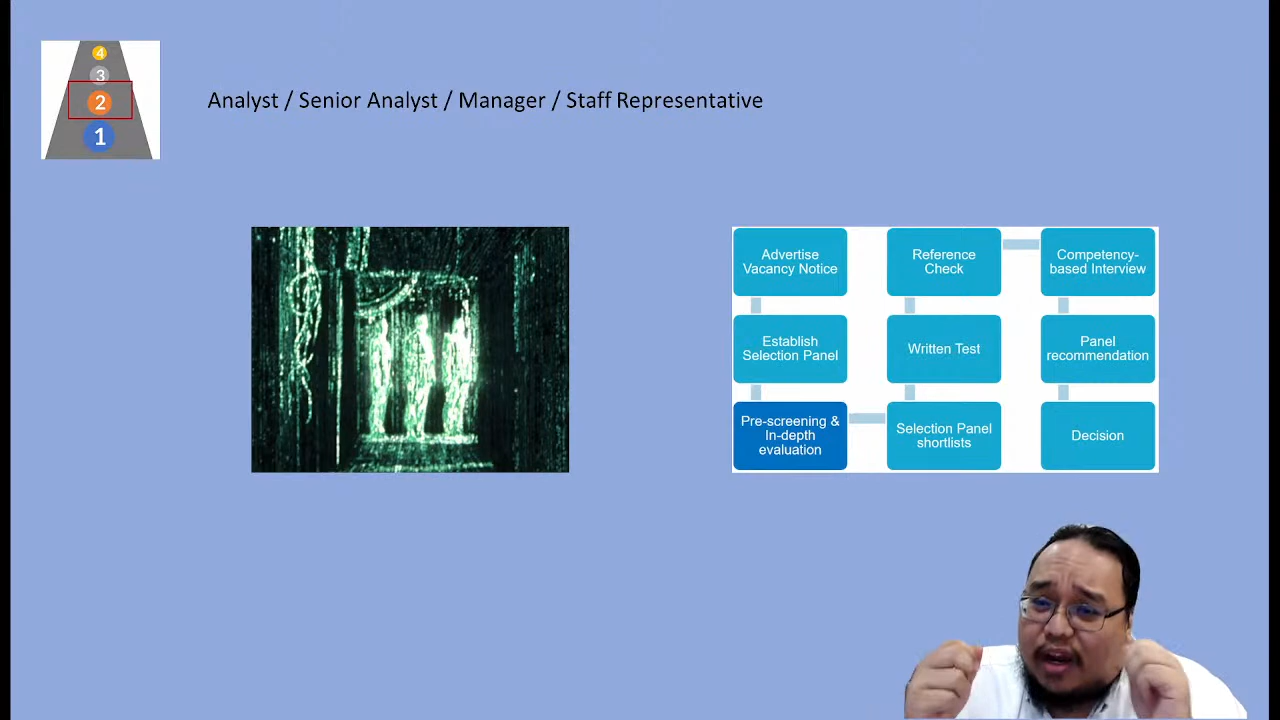 4
3
2
1
Analyst / Senior Analyst / Manager / Staff Representative
Advertise
Vacancy Notice
Establish
Selection Panel
Pre-screening &
In-depth
evaluation
Selection Panel
shortlists
Written Test
Reference
Check
Competency-
based Interview
Panel
recommendation
Decision